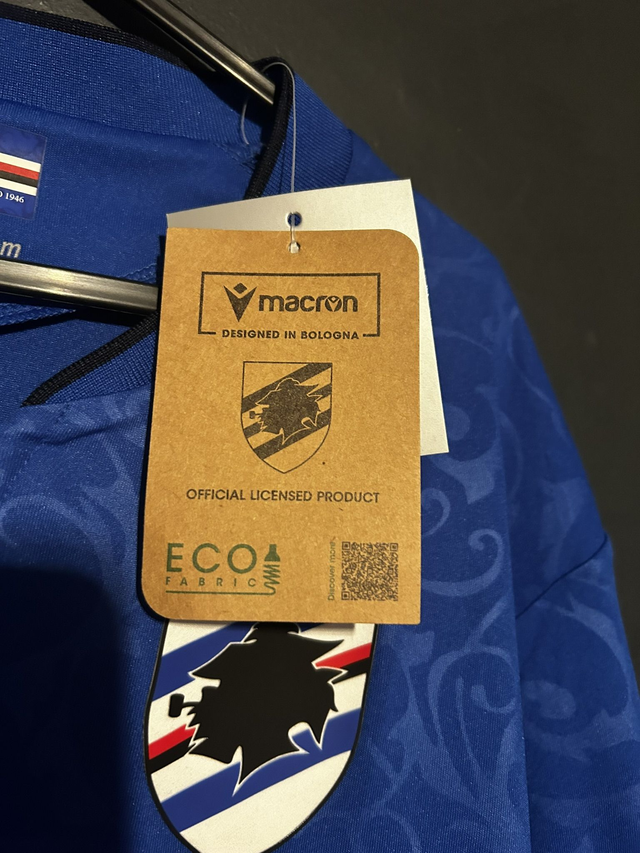 1946
m
macron
DESIGNED IN BOLOGNA
OFFICIAL LICENSED PRODUCT
ECO
FABRIC
Discover more.